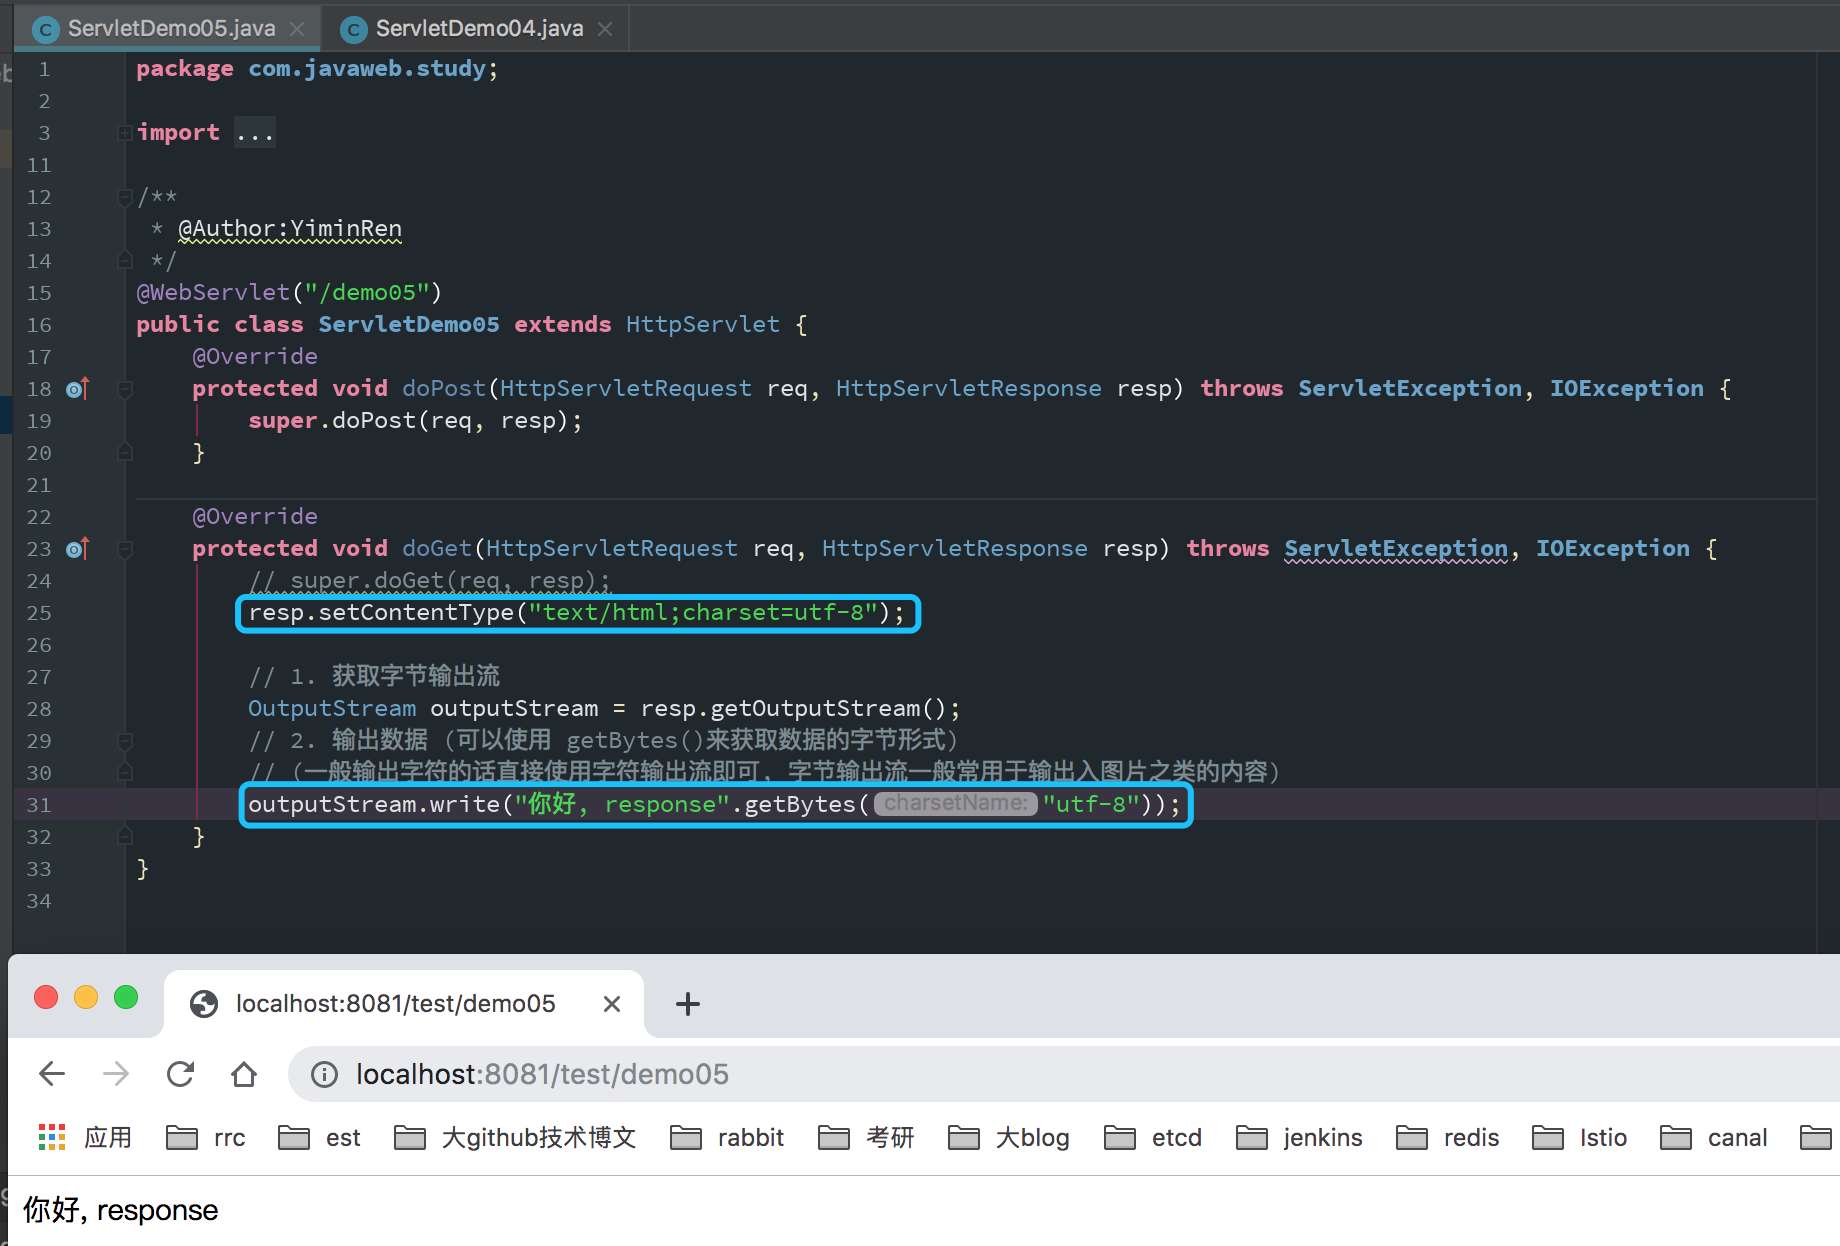 ServletDemo05.java ServletDemo04.java
1 package com.javaweb.study;
2
3 import ...
11
12 /**
13 * @Author:YiminRen
14 */
15 @WebServlet("/demo05")
16 public class ServletDemo05 extends HttpServlet {
17 @Override
18 protected void doPost(HttpServletRequest req, HttpServletResponse resp) throws ServletException, IOException {
19 super.doPost(req, resp);
20 }
21
22 @Override
23 protected void doGet(HttpServletRequest req, HttpServletResponse resp) throws ServletException, IOException {
24 // super.doGet(req, resp);
25 resp.setContentType("text/html;charset=utf-8");
26
27 // 1. 获取字节输出流
28 OutputStream outputStream = resp.getOutputStream();
29 // 2. 输出数据 (可以使用 getBytes()来获取数据的字节形式)
30 // (一般输出字符的话直接使用字符输出流即可, 字节输出流一般常用于输出入图片之类的内容)
31 outputStream.write("你好, response".getBytes( charsetName: "utf-8"));
32 }
33 }
34
localhost:8081/test/demo05
localhost:8081/test/demo05
应用 rrc est 大github技术博文 rabbit 考研 大blog etcd jenkins redis Istio canal
你好, response